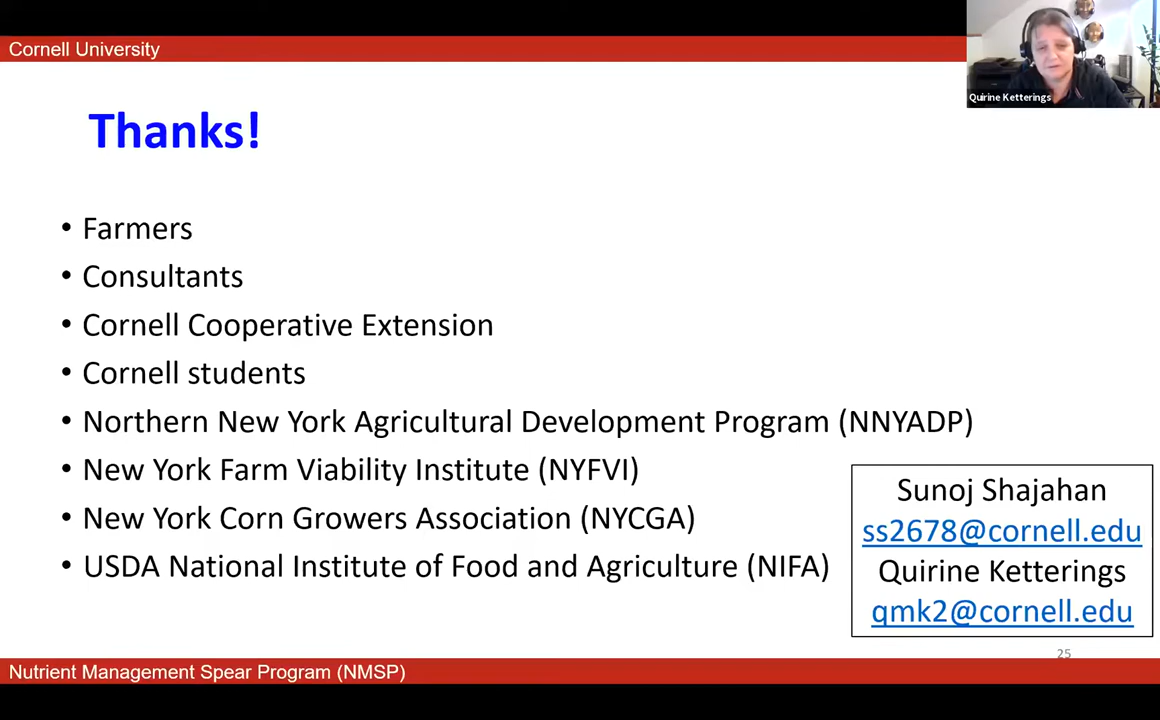 Cornell University
Quirine Ketterings
Thanks!
• Farmers
• Consultants
• Cornell Cooperative Extension
• Cornell students
• Northern New York Agricultural Development Program (NNYADP)
• New York Farm Viability Institute (NYFVI)
• New York Corn Growers Association (NYCGA)
• USDA National Institute of Food and Agriculture (NIFA)
Sunoj Shajahan
ss2678@cornell.edu
Quirine Ketterings
qmk2@cornell.edu
25
Nutrient Management Spear Program (NMSP)